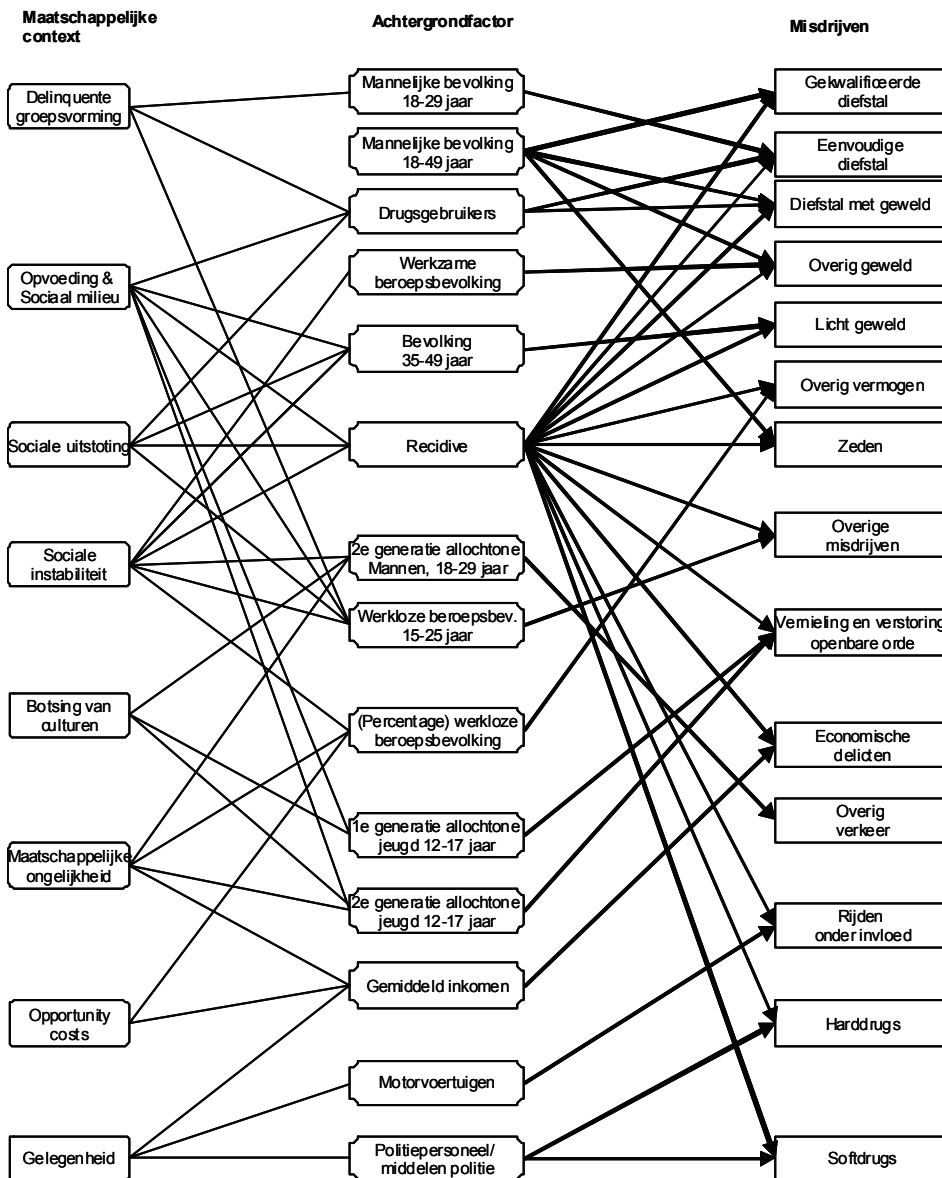 Maatschappelijke
context
Achtergrondfactor
Misdrijven
Delinquente
groepsvorming
Opvoeding &
Sociaal milieu
Sociale uitstoting
Sociale
instabiliteit
Botsing van
culturen
Maatschappelijke
ongelijkheid
Opportunity
costs
Gelegenheid
Mannelijke bevolking
18-29 jaar
Mannelijke bevolking
18-49 jaar
Drugsgebruikers
Werkzame
beroepsbevolking
Bevolking
35-49 jaar
Recidive
2e generatie allochtone
Mannen, 18-29 jaar
Werkloze beroepsbev.
15-25 jaar
(Percentage) werkloze
beroepsbevolking
1e generatie allochtone
jeugd 12-17 jaar
2e generatie allochtone
jeugd 12-17 jaar
Gemiddeld inkomen
Motorvoertuigen
Politiepersoneel/
middelen politie
Gekwalificeerde
diefstal
Eenvoudige
diefstal
Diefstal met geweld
Overig geweld
Licht geweld
Overig vermogen
Zeden
Overige
misdrijven
Vernieling en verstoring
openbare orde
Economische
delicten
Overig
verkeer
Rijden
onder invloed
Harddrugs
Softdrugs